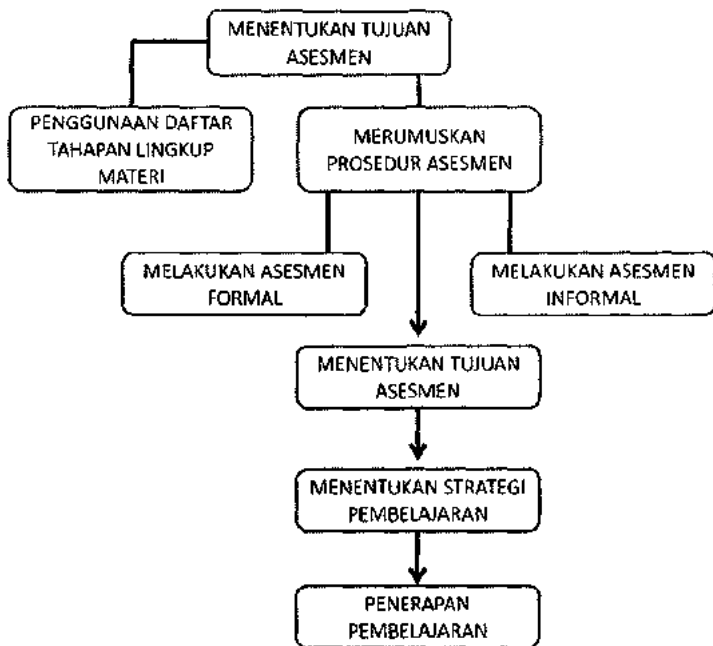 MENENTUKAN TUJUAN
ASESMEN
PENGGUNAAN DAFTAR
TAHAPAN LINGKUP
MATERI
MERUMUSKAN
PROSEDUR ASESMEN
MELAKUKAN ASESMEN
FORMAL
MELAKUKAN ASESMEN
INFORMAL
MENENTUKAN TUJUAN
ASESMEN
MENENTUKAN STRATEGI
PEMBELAJARAN
PENERAPAN
PEMBELAJARAN